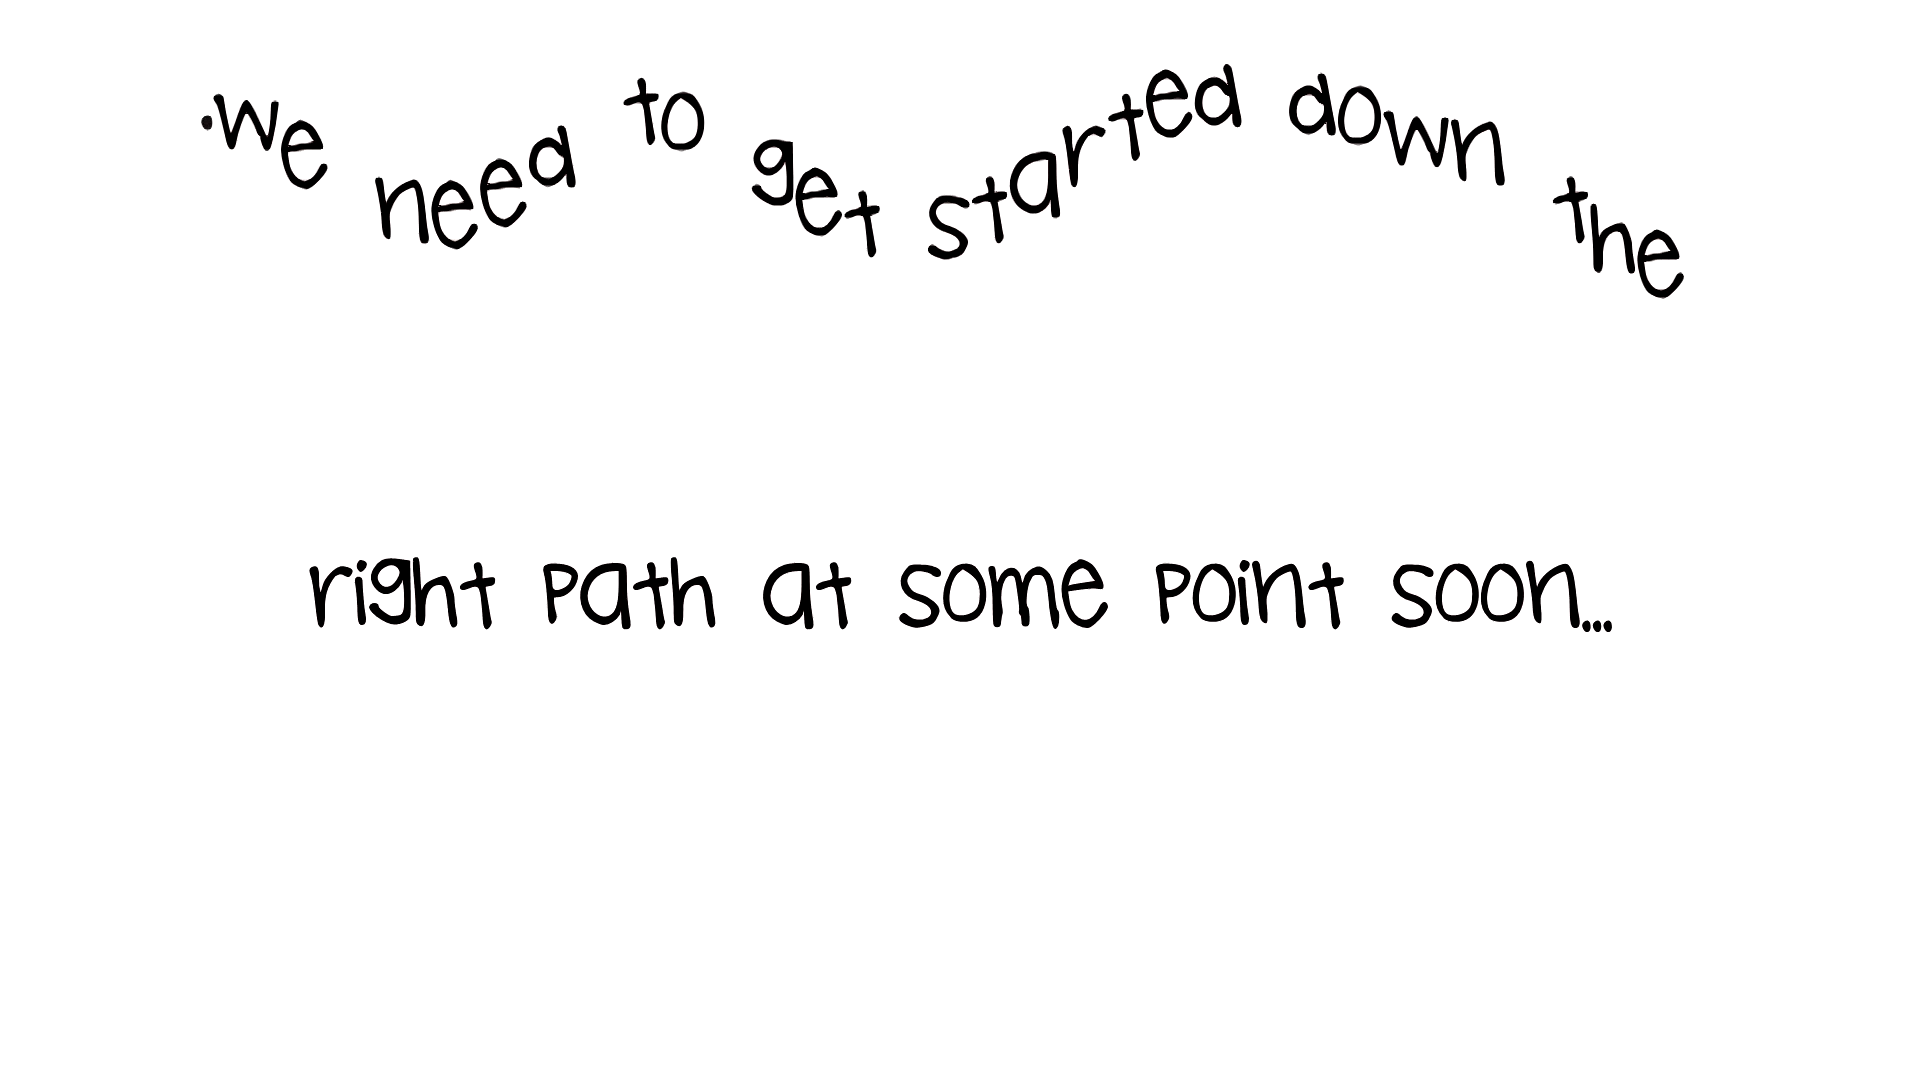 .we need to get started down the
right path at some point soon...